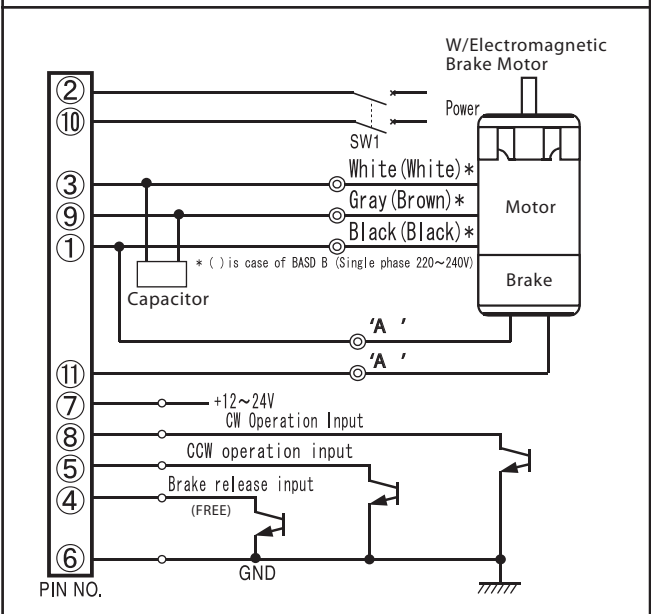 W/Electromagnetic
Brake Motor
②
⑩
Power
SW1
③
White(White)*
⑨
Gray(Brown)*
Motor
①
Black(Black)*
* ( ) is case of BASD B (Single phase 220~240V)
Brake
Capacitor
'A '
'A '
⑪
⑦
+12~24V
⑧
CW Operation Input
⑤
CCW operation input
④
Brake release input
(FREE)
⑥
GND
PIN NO.